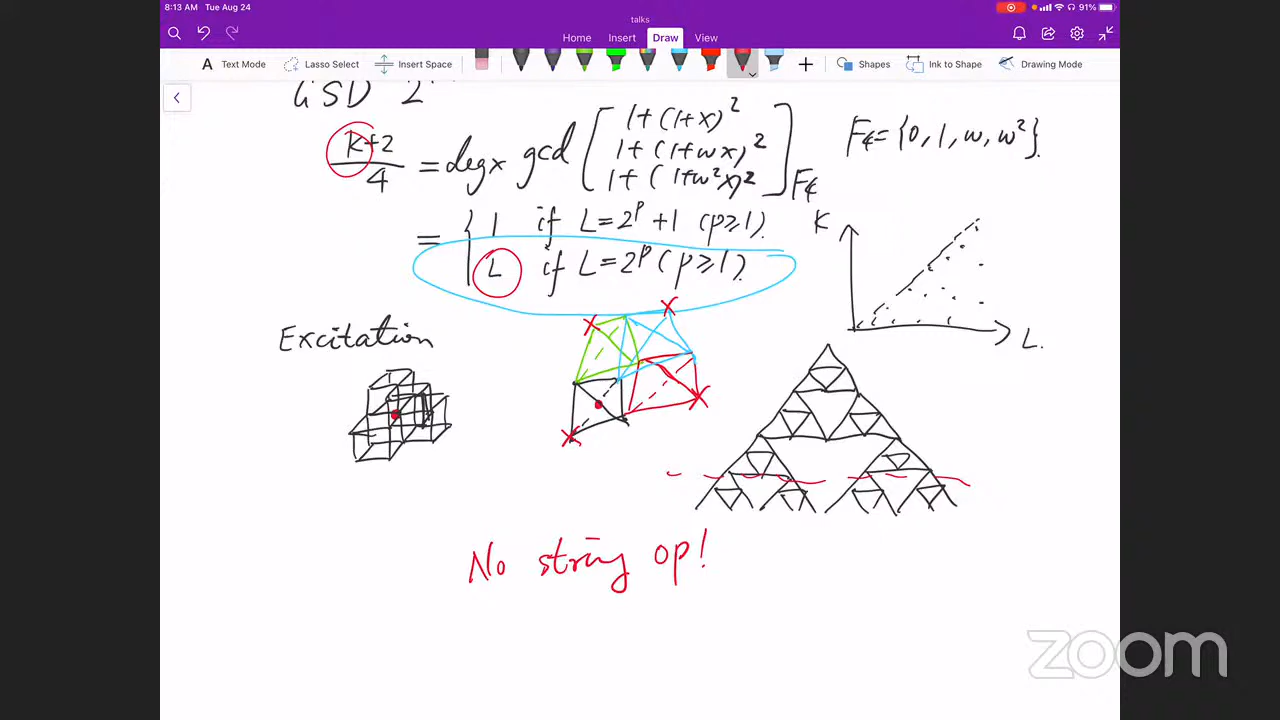 8:13 AM Tue Aug 24
91%
talks
Home Insert Draw View
Text Mode Lasso Select Insert Space Shapes Ink to Shape Drawing Mode
GSD 2
k+2 / 4 = degx gcd [ 1+(1+x)^2
1+(1+wx)^2
1+(1+w^2x)^2 ] F4
F4={0, 1, w, w^2}.
= { 1 if L=2^p+1 (p≥1).
L if L=2^p (p≥1).
K
L.
Excitation
No string op!
zoom